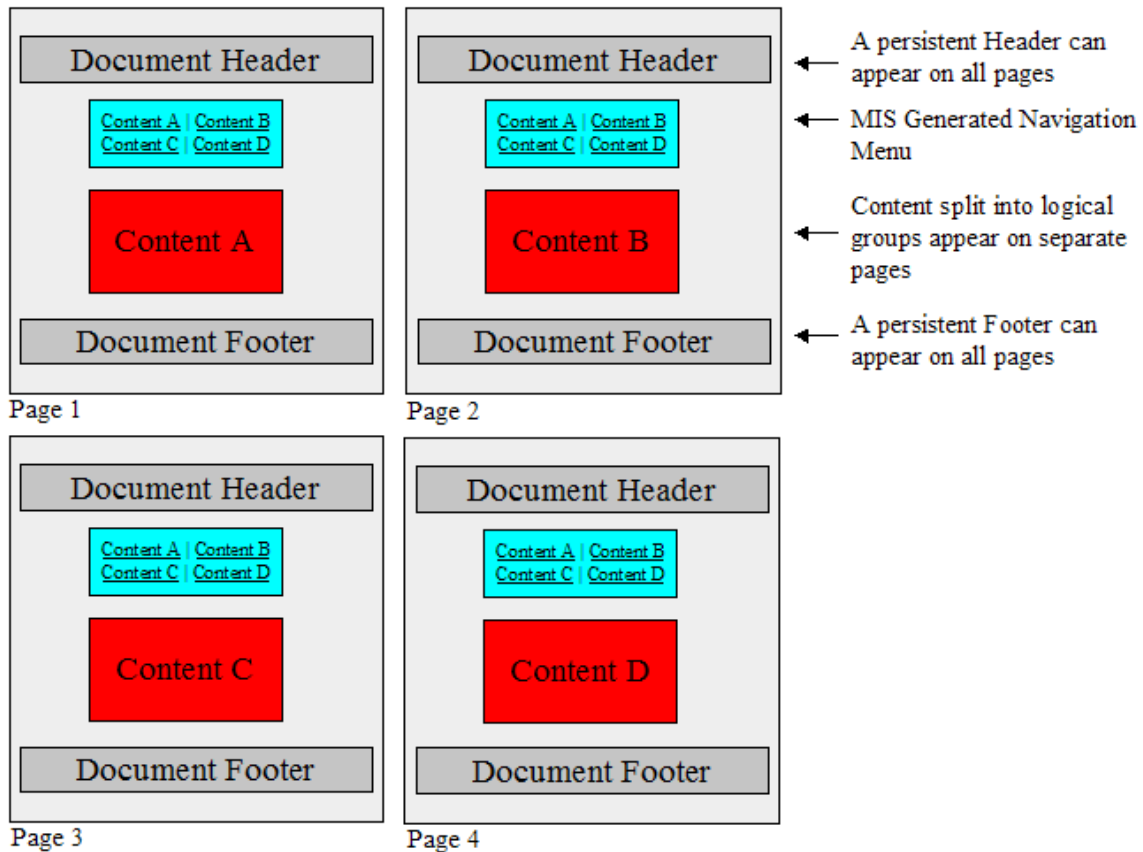 Document Header
Content A | Content B
Content C | Content D
Content A
Document Footer
Page 1
Document Header
Content A | Content B
Content C | Content D
Content B
Document Footer
Page 2
A persistent Header can
appear on all pages
MIS Generated Navigation
Menu
Content split into logical
groups appear on separate
pages
A persistent Footer can
appear on all pages
Document Header
Content A | Content B
Content C | Content D
Content C
Document Footer
Page 3
Document Header
Content A | Content B
Content C | Content D
Content D
Document Footer
Page 4